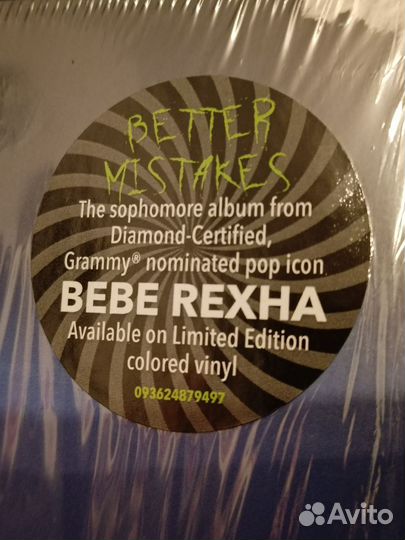 BETTER
MISTAKES
The sophomore album from
Diamond-Certified,
Grammy® nominated pop icon
BEBE REXHA
Available on Limited Edition
colored vinyl
093624879497
Avito